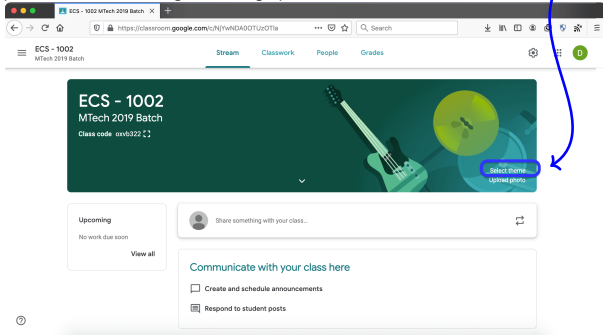 ECS - 1002 MTech 2019 Batch
https://classroom.google.com/c/NjYwNDA0OTUzOTla
Search
ECS - 1002
MTech 2019 Batch
Stream Classwork People Grades
D
ECS - 1002
MTech 2019 Batch
Class code oxvb322
Select theme
Upload photo
Upcoming
No work due soon
View all
Share something with your class...
Communicate with your class here
Create and schedule announcements
Respond to student posts